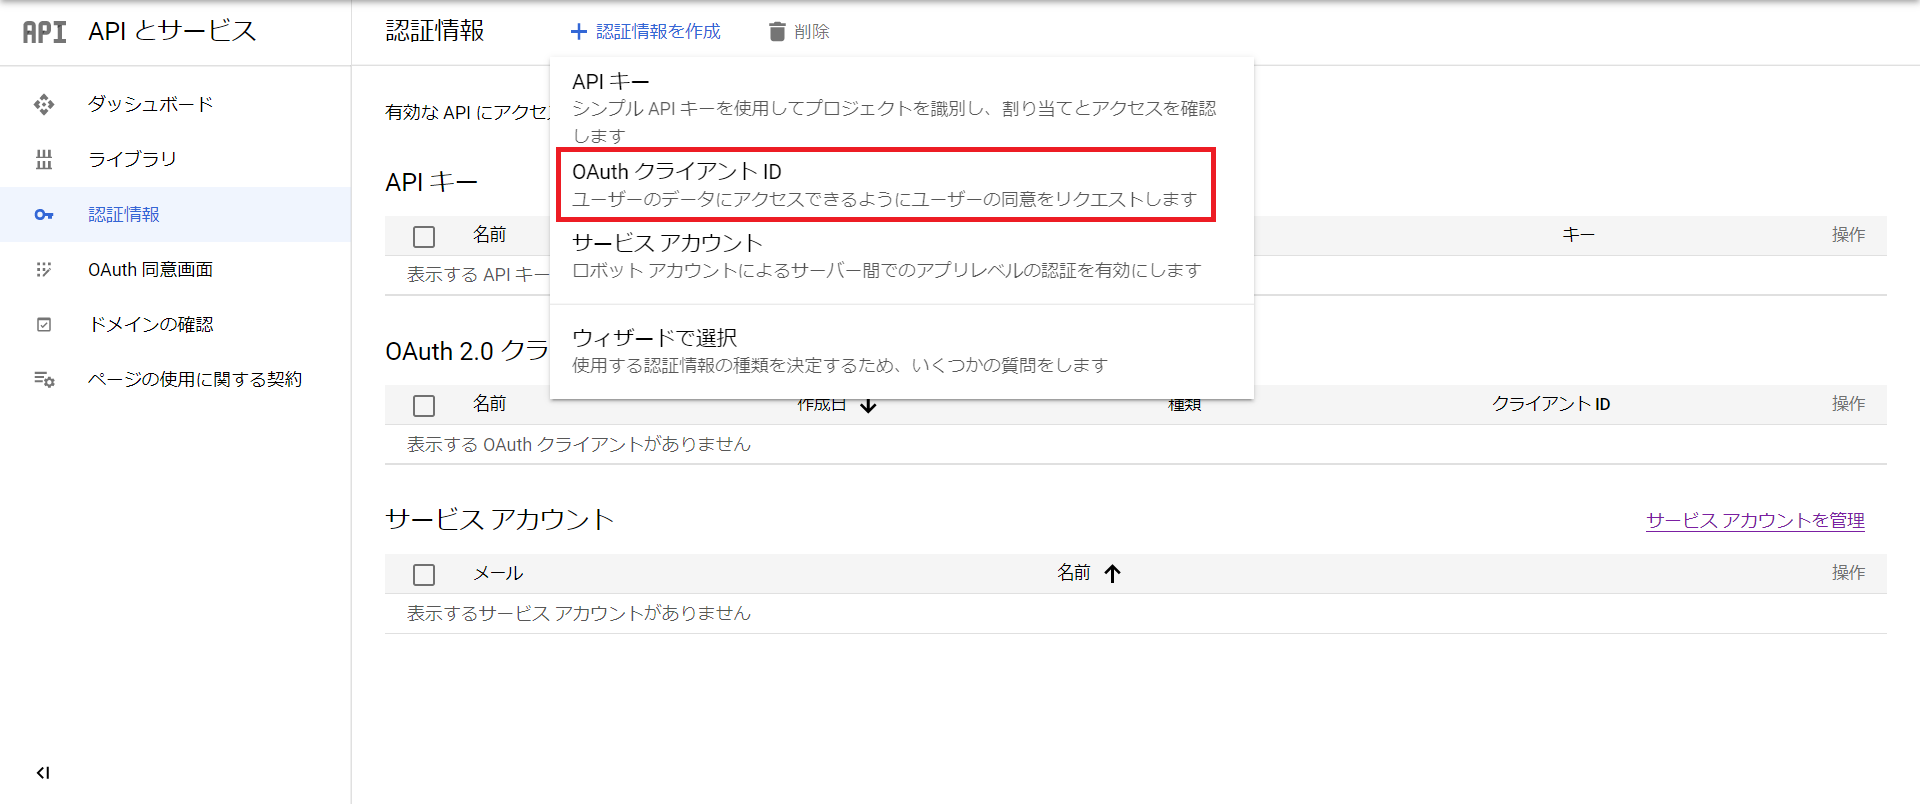 API API とサービス
ダッシュボード
ライブラリ
認証情報
OAuth 同意画面
ドメインの確認
ページの使用に関する契約
認証情報
認証情報を作成
削除
有効な API にアクセ
API キー
シンプル API キーを使用してプロジェクトを識別し、割り当てとアクセスを確認
します
OAuth クライアント ID
ユーザーのデータにアクセスできるようにユーザーの同意をリクエストします
サービス アカウント
ロボット アカウントによるサーバー間でのアプリレベルの認証を有効にします
ウィザードで選択
使用する認証情報の種類を決定するため、いくつかの質問をします
API キー
名前 キー 操作
表示する API キー
OAuth 2.0 クラ
名前 作成日 種類 クライアント ID 操作
表示する OAuth クライアントがありません
サービス アカウント サービス アカウントを管理
メール 名前 操作
表示するサービス アカウントがありません